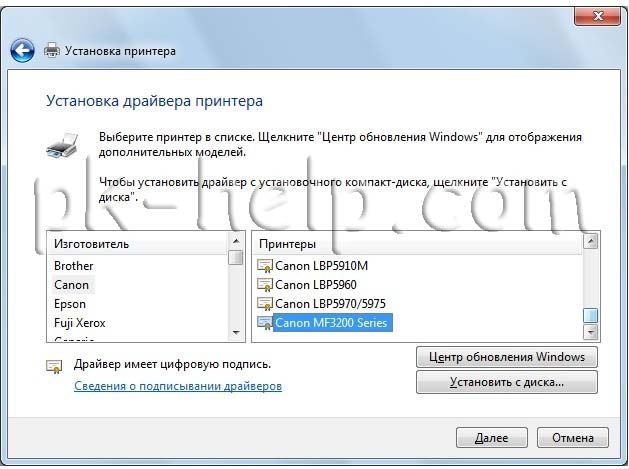 Установка принтера
Установка драйвера принтера
Выберите принтер в списке. Щелкните "Центр обновления Windows" для отображения
дополнительных моделей.
Чтобы установить драйвер с установочного компакт-диска, щелкните "Установить с
диска".
pk-help.com
Изготовитель
Brother
Canon
Epson
Fuji Xerox
Generic
Принтеры
Canon LBP5910M
Canon LBP5960
Canon LBP5970/5975
Canon MF3200 Series
Драйвер имеет цифровую подпись.
Сведения о подписывании драйверов
Центр обновления Windows
Установить с диска...
Далее
Отмена